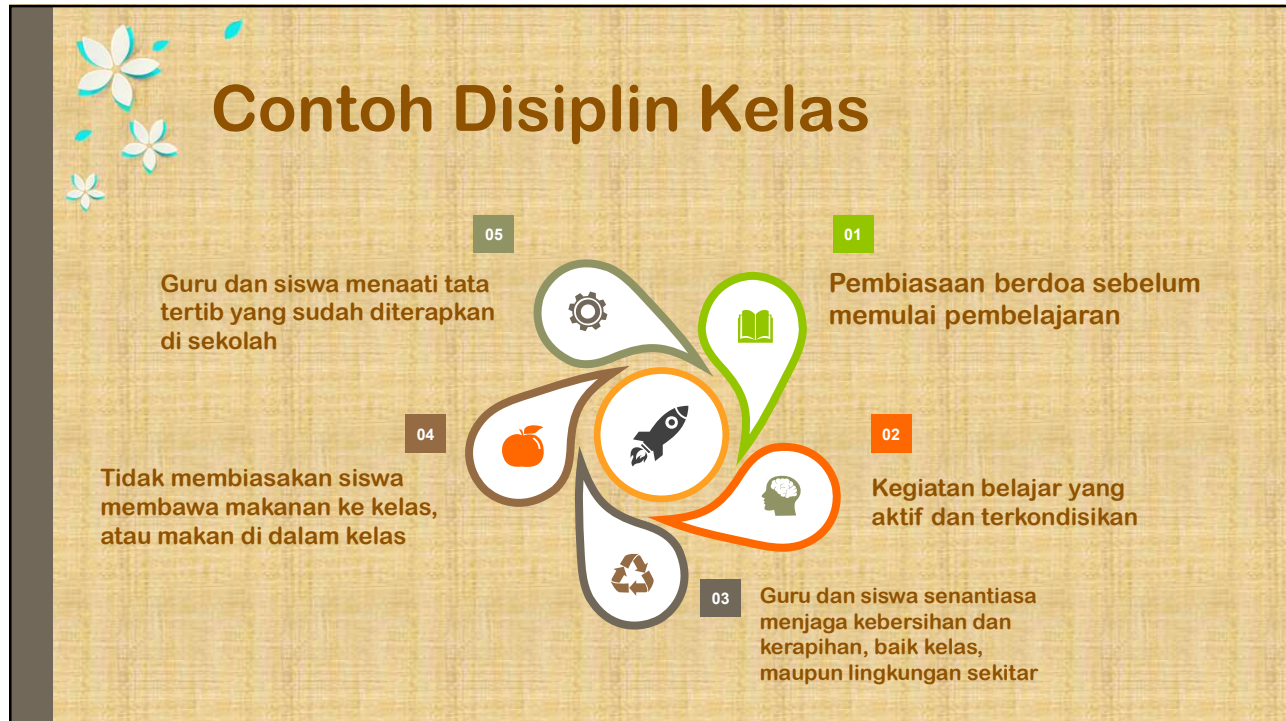 Contoh Disiplin Kelas
01
Pembiasaan berdoa sebelum
memulai pembelajaran
02
Kegiatan belajar yang
aktif dan terkondisikan
03
Guru dan siswa senantiasa
menjaga kebersihan dan
kerapihan, baik kelas,
maupun lingkungan sekitar
04
Tidak membiasakan siswa
membawa makanan ke kelas,
atau makan di dalam kelas
05
Guru dan siswa menaati tata
tertib yang sudah diterapkan
di sekolah